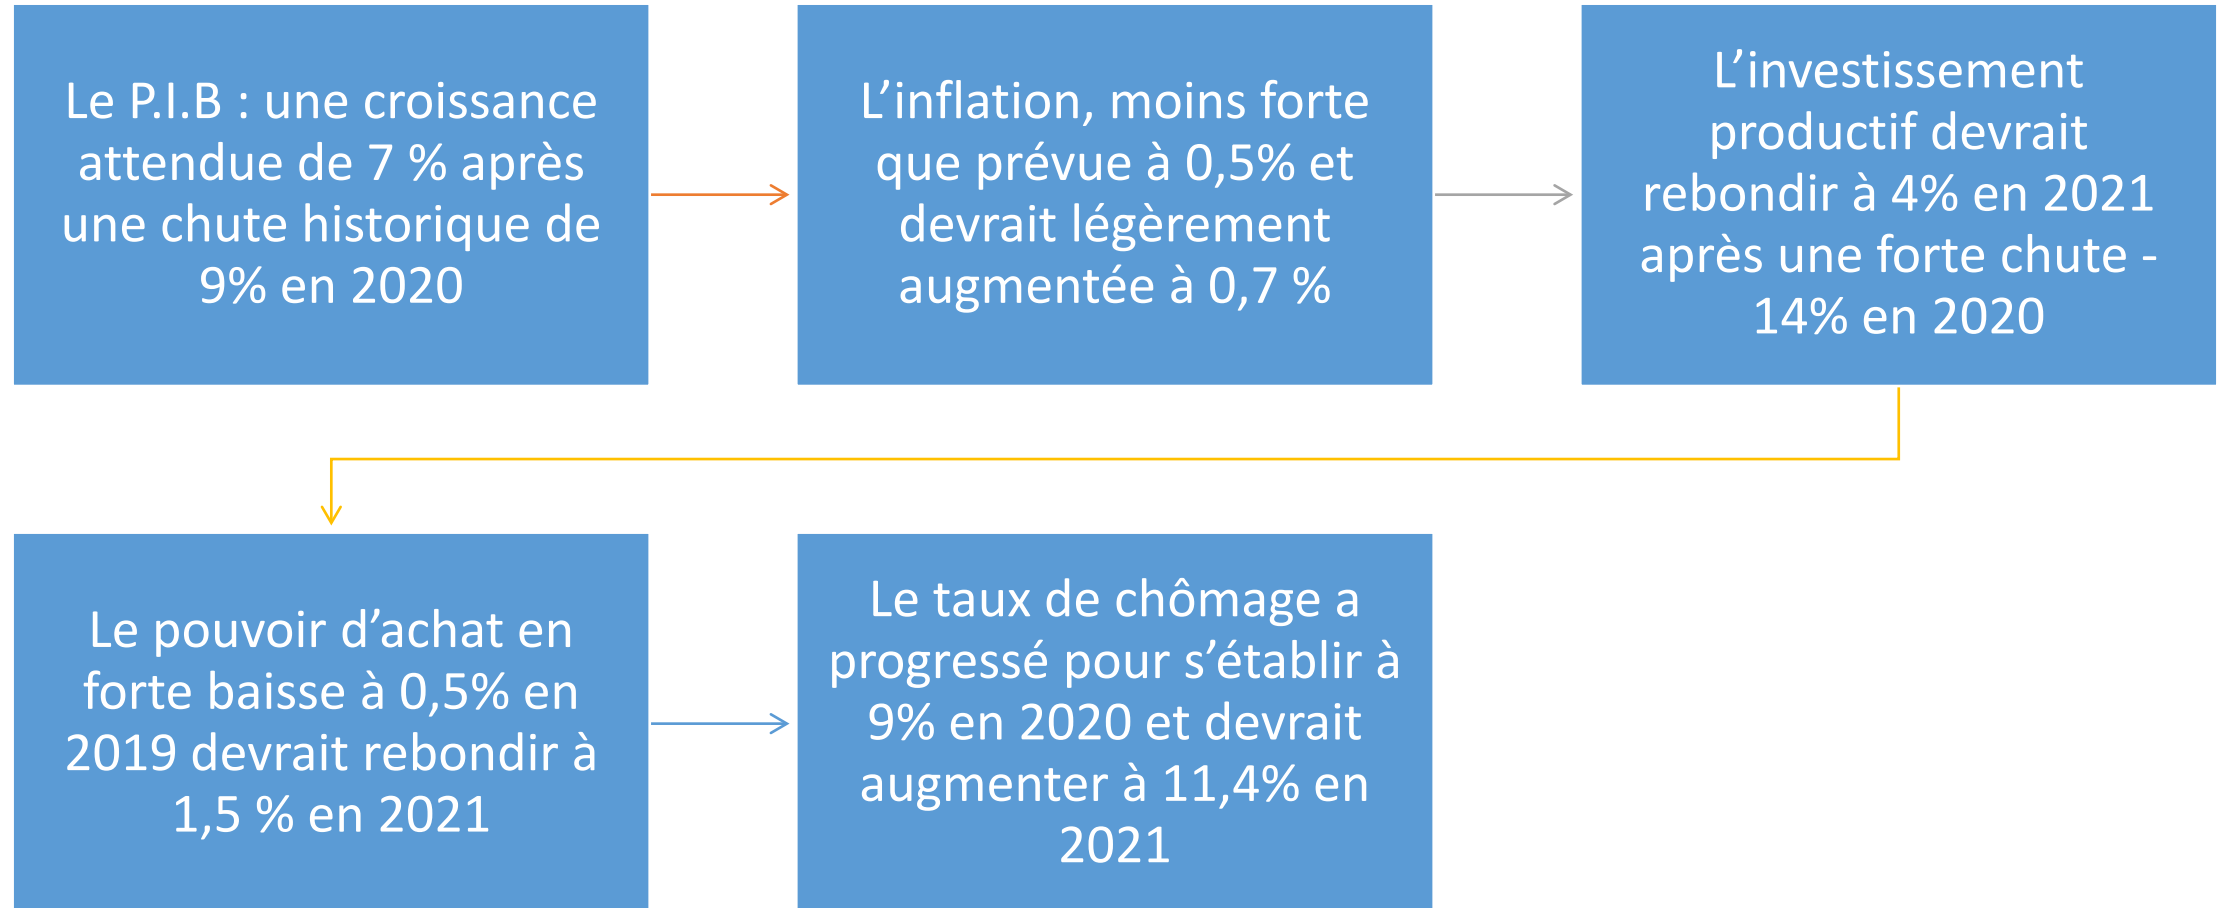 Le P.I.B : une croissance
attendue de 7 % après
une chute historique de
9% en 2020
L’inflation, moins forte
que prévue à 0,5% et
devrait légèrement
augmentée à 0,7 %
L’investissement
productif devrait
rebondir à 4% en 2021
après une forte chute -
14% en 2020
Le pouvoir d’achat en
forte baisse à 0,5% en
2019 devrait rebondir à
1,5 % en 2021
Le taux de chômage a
progressé pour s’établir à
9% en 2020 et devrait
augmenter à 11,4% en
2021